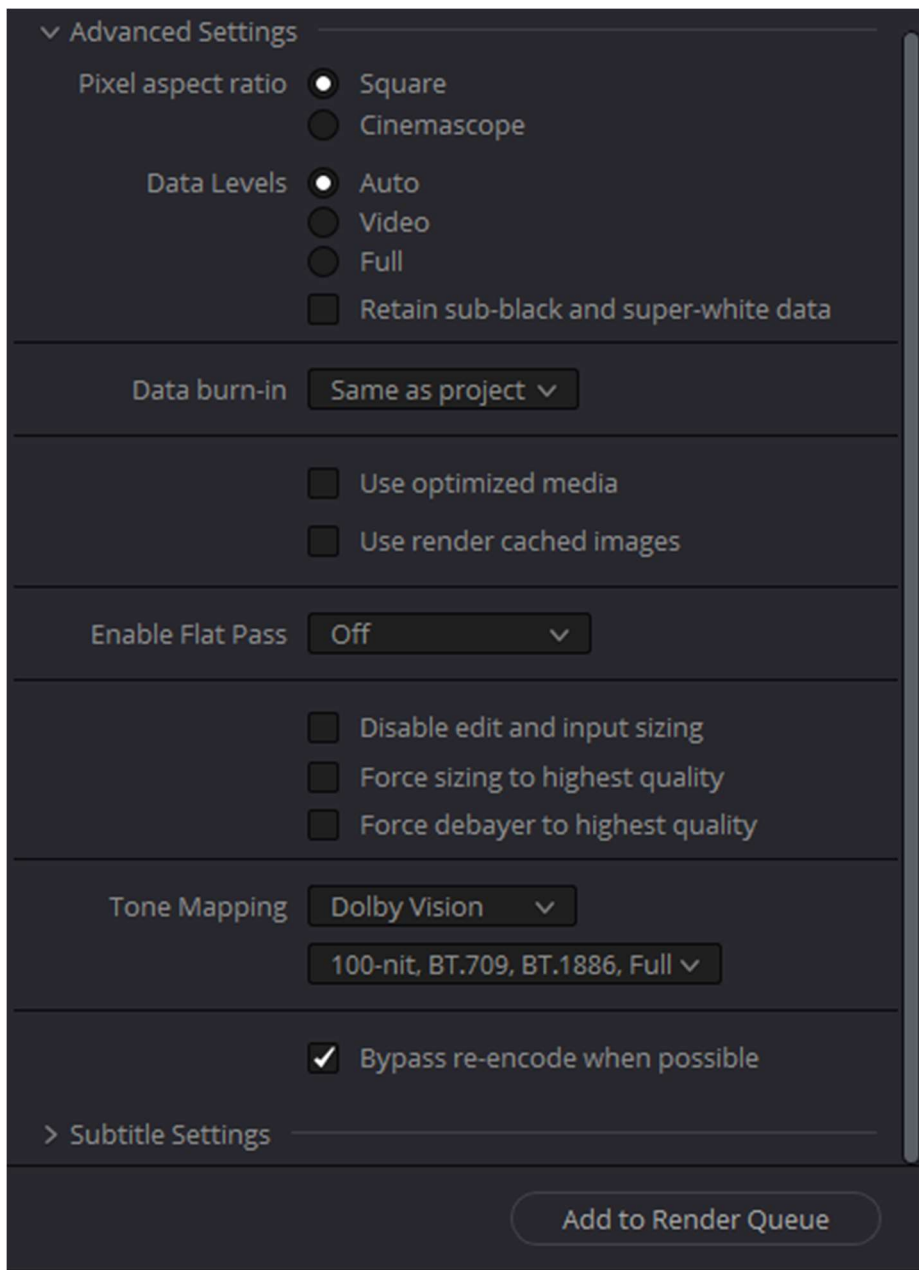 Advanced Settings
Pixel aspect ratio Square
Cinemascope
Data Levels Auto
Video
Full
Retain sub-black and super-white data
Data burn-in Same as project
Use optimized media
Use render cached images
Enable Flat Pass Off
Disable edit and input sizing
Force sizing to highest quality
Force debayer to highest quality
Tone Mapping Dolby Vision
100-nit, BT.709, BT.1886, Full
Bypass re-encode when possible
Subtitle Settings
Add to Render Queue